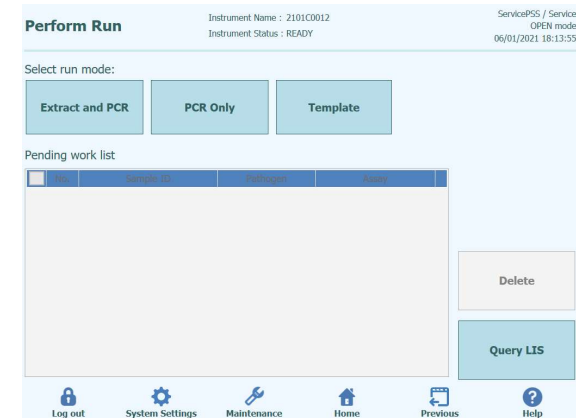 Perform Run
Instrument Name : 2101C0012
Instrument Status : READY
ServicePSS / Service
OPEN mode
06/01/2021 18:13:55
Select run mode:
Extract and PCR
PCR Only
Template
Pending work list
No. Sample ID Pathogen Assay
Delete
Query LIS
Log out
System Settings
Maintenance
Home
Previous
Help